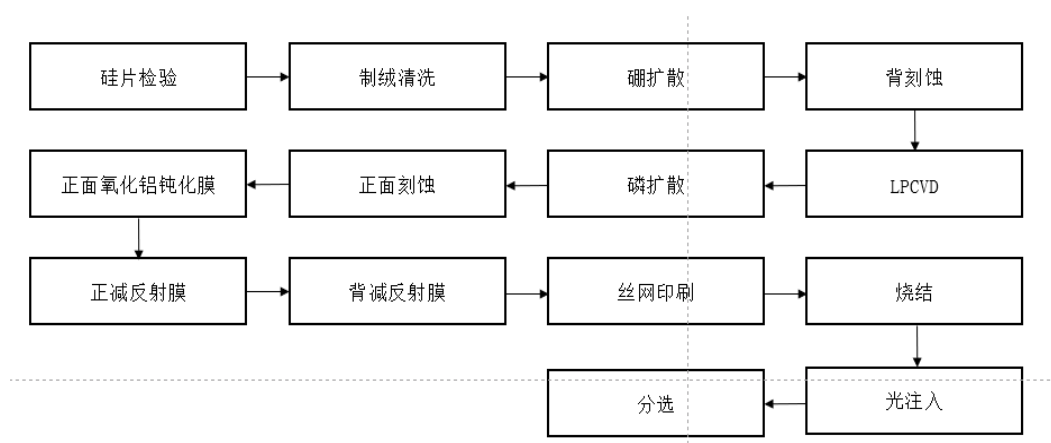 硅片检验
制绒清洗
硼扩散
背刻蚀
LPCVD
磷扩散
正面刻蚀
正面氧化铝钝化膜
正减反射膜
背减反射膜
丝网印刷
烧结
光注入
分选